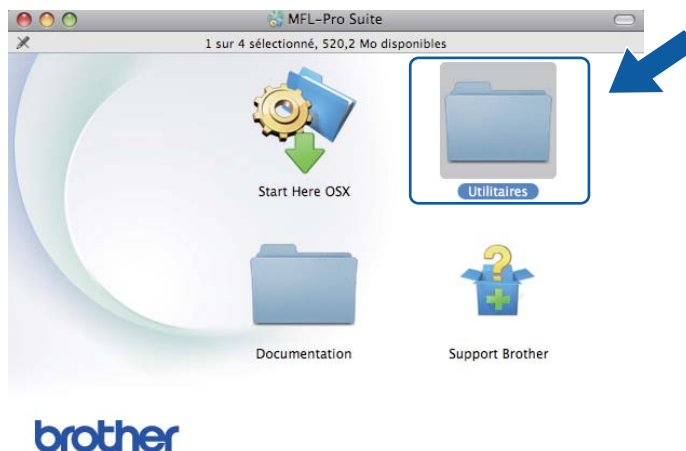 MFL-Pro Suite
1 sur 4 sélectionné, 520,2 Mo disponibles
Start Here OSX
Utilitaires
Documentation
Support Brother
brother